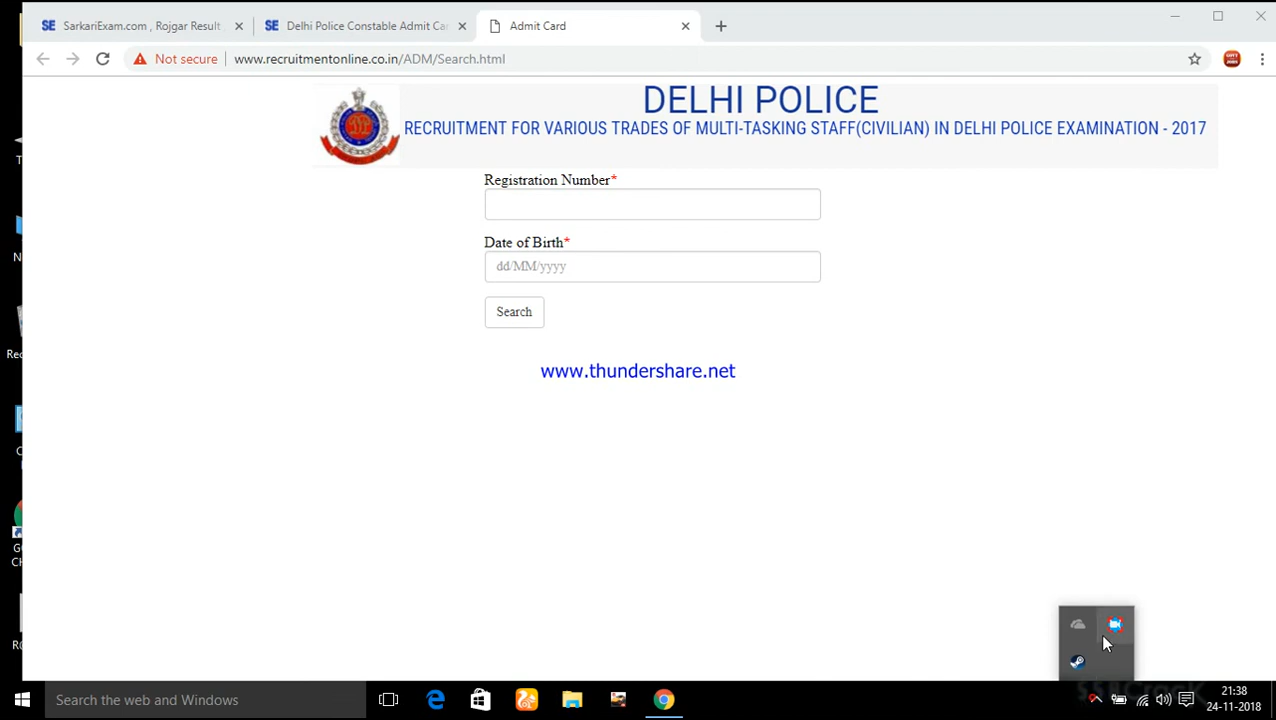 SarkariExam.com , Rojgar Result
Delhi Police Constable Admit Ca
Admit Card
Not secure
www.recruitmentonline.co.in/ADM/Search.html
DELHI POLICE
RECRUITMENT FOR VARIOUS TRADES OF MULTI-TASKING STAFF(CIVILIAN) IN DELHI POLICE EXAMINATION - 2017
Registration Number*
Date of Birth*
dd/MM/yyyy
Search
www.thundershare.net
Search the web and Windows
21:38
24-11-2018